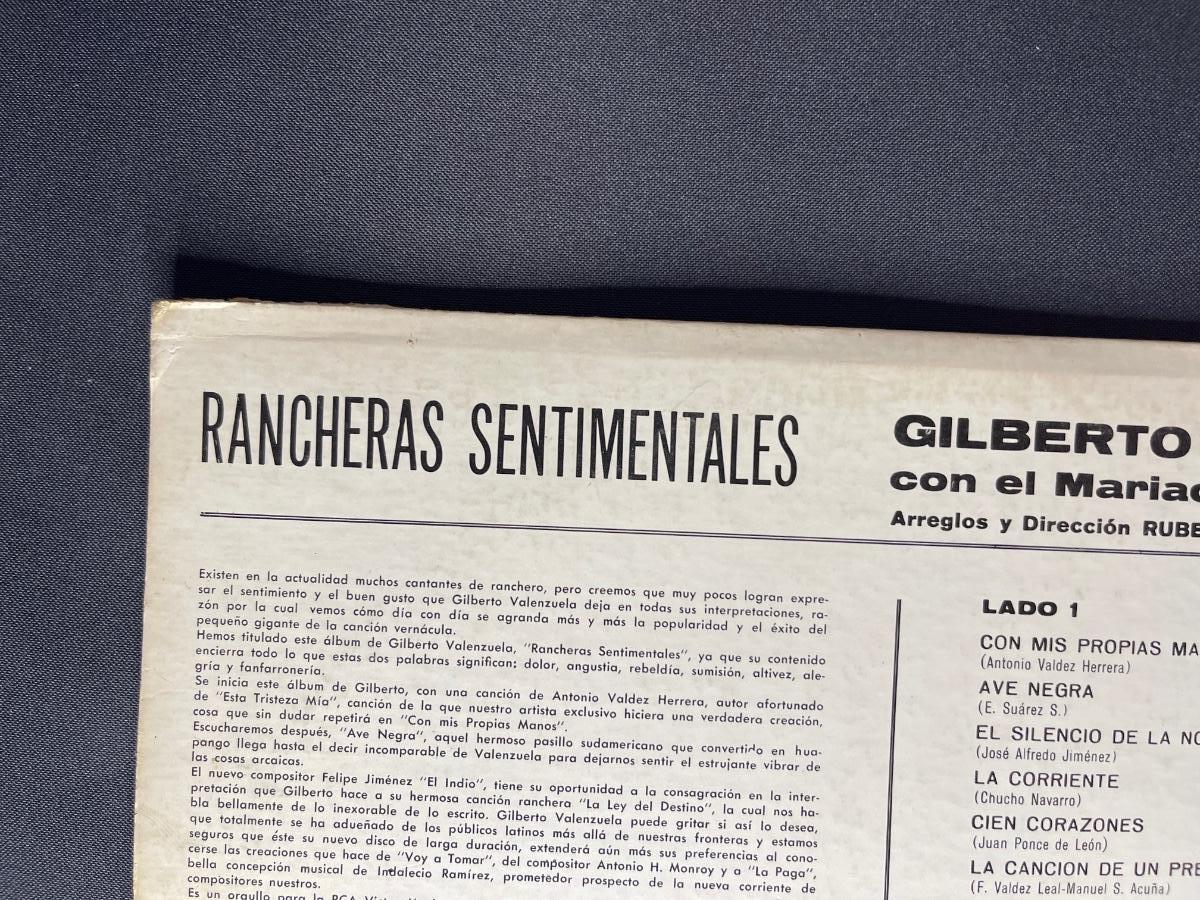 RANCHERAS SENTIMENTALES
GILBERTO
con el
Arreglos y Dirección
Existen en la actualidad muchos cantantes de ranchero, pero creemos que muy pocos logran expre-
sar el sentimiento y el buen gusto que Gilberto Valenzuela deja en todas sus interpretaciones, ra-
zón por la cual vemos cómo día con día se agranda más y más la popularidad y el éxito del
pequeño gigante de la canción vernácula.
Hemos titulado este álbum de Gilberto Valenzuela, "Rancheras Sentimentales", ya que su contenido
encierra todo lo que estas dos palabras significan: dolor, angustia, rebeldía, sumisión, altivez, ale-
gría y fanfarronería.
Se inicia este álbum de Gilberto, con una canción de Antonio Valdez Herrera, autor afortunado
de "Esta Tristeza Mía", canción de la que nuestro artista exclusivo hiciera una verdadera creación,
cosa que sin dudar repetirá en "Con mis Propias Manos".
Escucharemos después, "Ave Negra", aquel hermoso pasillo sudamericano que convertido en hua-
pango llega hasta el decir incomparable de Valenzuela para dejarnos sentir el estrujante vibrar de
las cosas arcaicas.
El nuevo compositor Felipe Jiménez "El Indio", tiene su oportunidad a la consagración en la inter-
pretación que Gilberto hace a su hermosa canción ranchera "La Ley del Destino", la cual nos ha-
bla bellamente de lo inexorable de lo escrito. Gilberto Valenzuela puede gritar si así lo desea,
que totalmente se ha adueñado de los públicos latinos más allá de nuestras fronteras y estamos
seguros que éste su nuevo disco de larga duración, extenderá aún más sus preferencias al cono-
cerse las creaciones que hace de "Voy a Tomar", del compositor Antonio H. Monroy y a "La Paga",
bella concepción musical de Indalecio Ramírez, prometedor prospecto de la nueva corriente de
compositores nuestros.
Es un orgullo para la RCA
LADO 1
CON MIS PROPIAS MA
(Antonio Valdez Herrera)
AVE NEGRA
(E. Suárez S.)
EL SILENCIO DE LA NO
(José Alfredo Jiménez)
LA CORRIENTE
(Chucho Navarro)
CIEN CORAZONES
(Juan Ponce de León)
LA CANCION DE UN PRE
(F. Valdez Leal-Manuel S. Acuña)